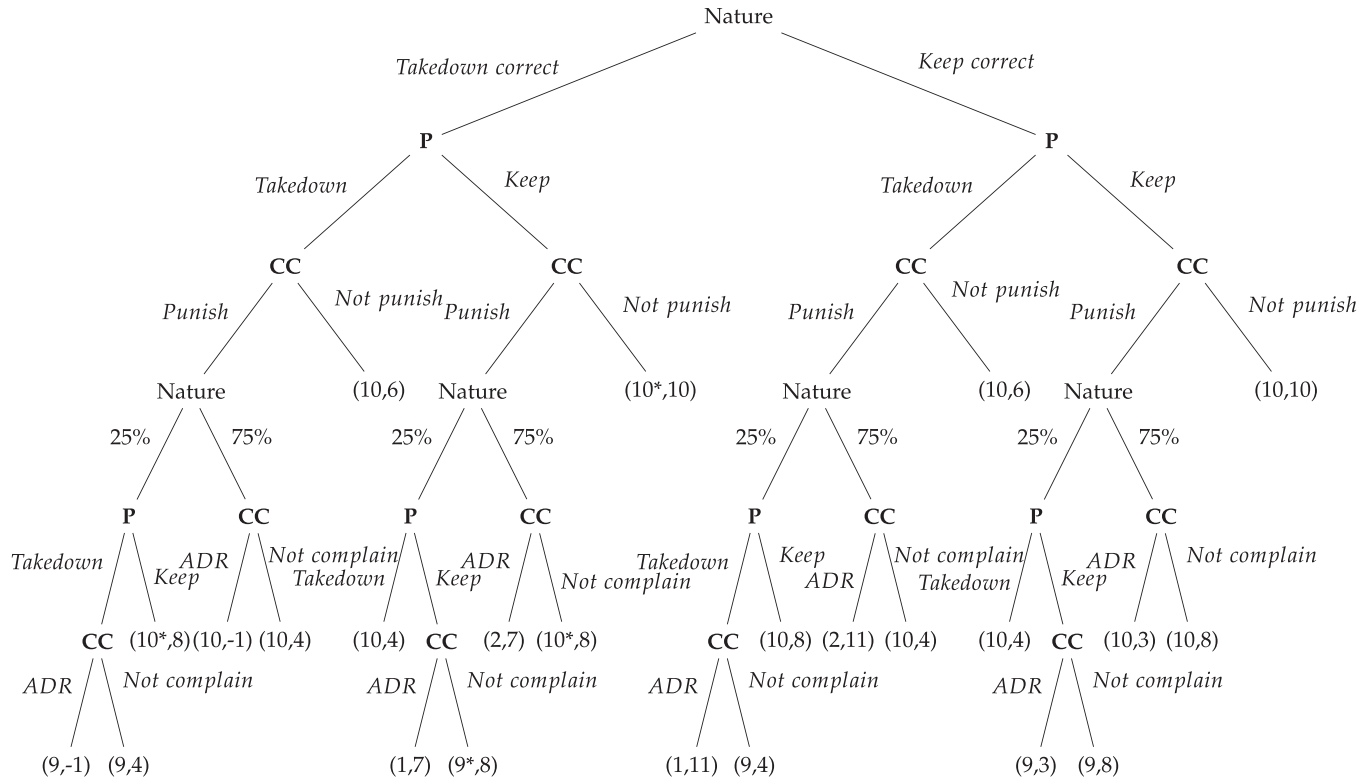 Nature
Takedown correct
Keep correct
P
P
Takedown
Keep
Takedown
Keep
CC
CC
CC
CC
Punish
Not punish
Punish
Not punish
Punish
Not punish
Punish
Not punish
Nature
(10,6)
Nature
(10*,10)
Nature
(10,6)
Nature
(10,10)
25%
75%
25%
75%
25%
75%
25%
75%
P
CC
P
CC
P
CC
P
CC
Takedown
Keep
ADR
Not complain
Takedown
Keep
ADR
Not complain
Takedown
Keep
ADR
Not complain
Takedown
Keep
ADR
Not complain
CC
(10*,8)
(10,-1)
(10,4)
(10,4)
CC
(2,7)
(10*,8)
CC
(10,8)
(2,11)
(10,4)
(10,4)
CC
(10,3)
(10,8)
ADR
Not complain
ADR
Not complain
ADR
Not complain
ADR
Not complain
(9,-1)
(9,4)
(1,7)
(9*,8)
(1,11)
(9,4)
(9,3)
(9,8)